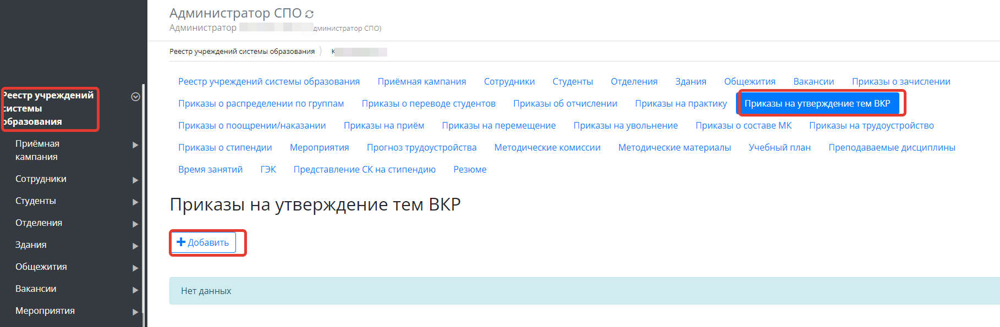 Администратор СПО
Администратор дминистратор СПО)
Реестр учреждений системы образования
К
Реестр учреждений
системы
образования
Приёмная
кампания
Сотрудники
Студенты
Отделения
Здания
Общежития
Вакансии
Мероприятия
Реестр учреждений системы образования Приёмная кампания Сотрудники Студенты Отделения Здания Общежития Вакансии Приказы о зачислении
Приказы о распределении по группам Приказы о переводе студентов Приказы об отчислении Приказы на практику Приказы на утверждение тем ВКР
Приказы о поощрении/наказании Приказы на приём Приказы на перемещение Приказы на увольнение Приказы о составе МК Приказы на трудоустройство
Приказы о стипендии Мероприятия Прогноз трудоустройства Методические комиссии Методические материалы Учебный план Преподаваемые дисциплины
Время занятий ГЭК Представление СК на стипендию Резюме
Приказы на утверждение тем ВКР
Добавить
Нет данных